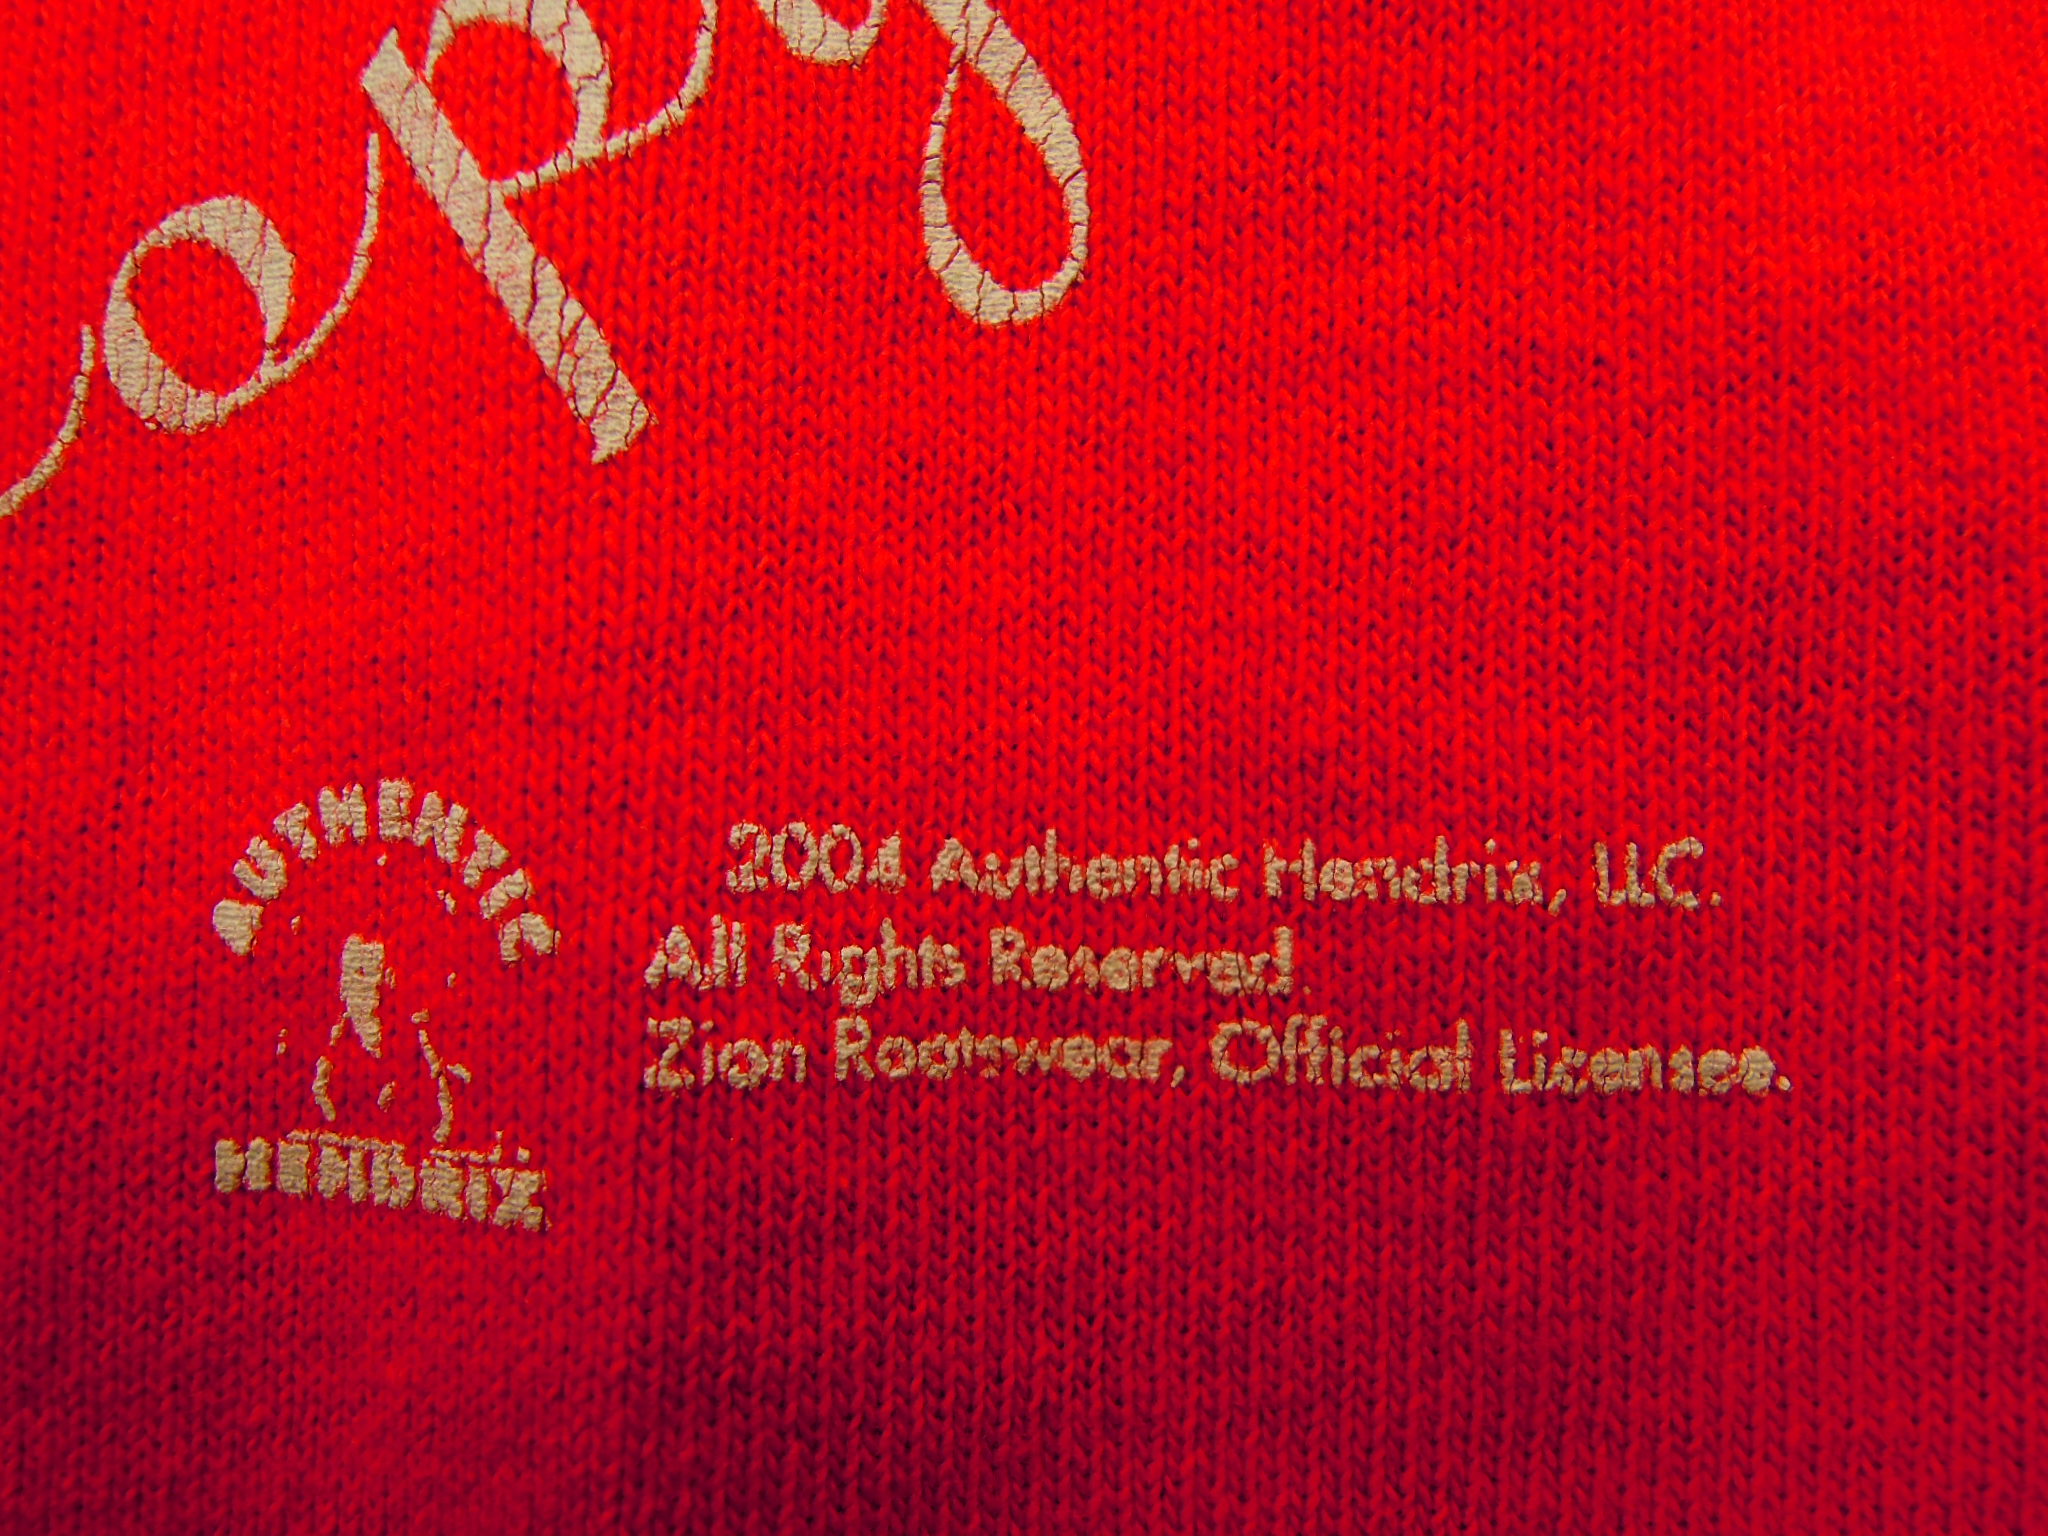 AUTHENTIC
HENDRIX
2004 Authentic Hendrix, LLC.
All Rights Reserved.
Zion Rootswear, Official Licensee.